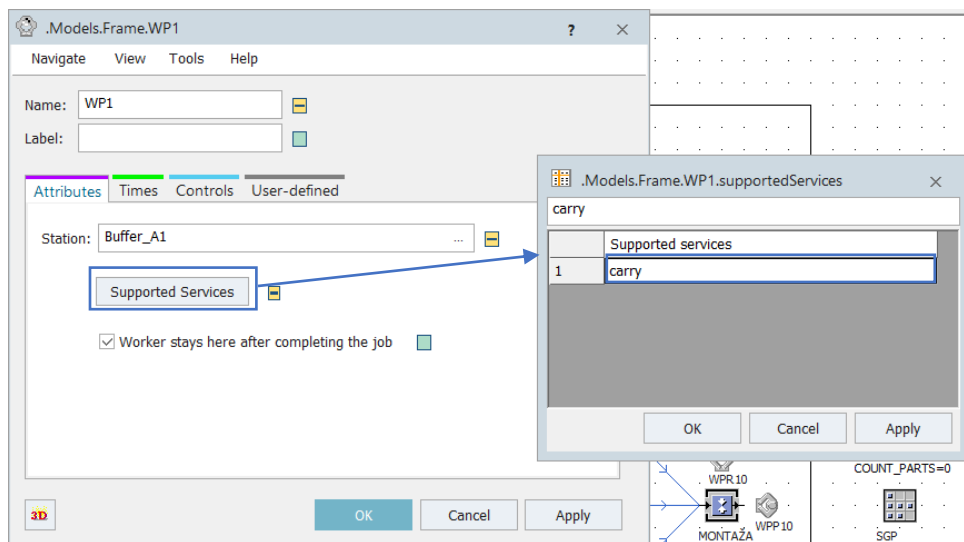 .Models.Frame.WP1
?
Navigate View Tools Help
Name: WP1
Label:
Attributes Times Controls User-defined
Station: Buffer_A1 ...
Supported Services
Worker stays here after completing the job
3D OK Cancel Apply
.Models.Frame.WP1.supportedServices
carry
Supported services
1 carry
OK Cancel Apply
WPR10
COUNT_PARTS=0
WPP10
MONTAŽA
SGP